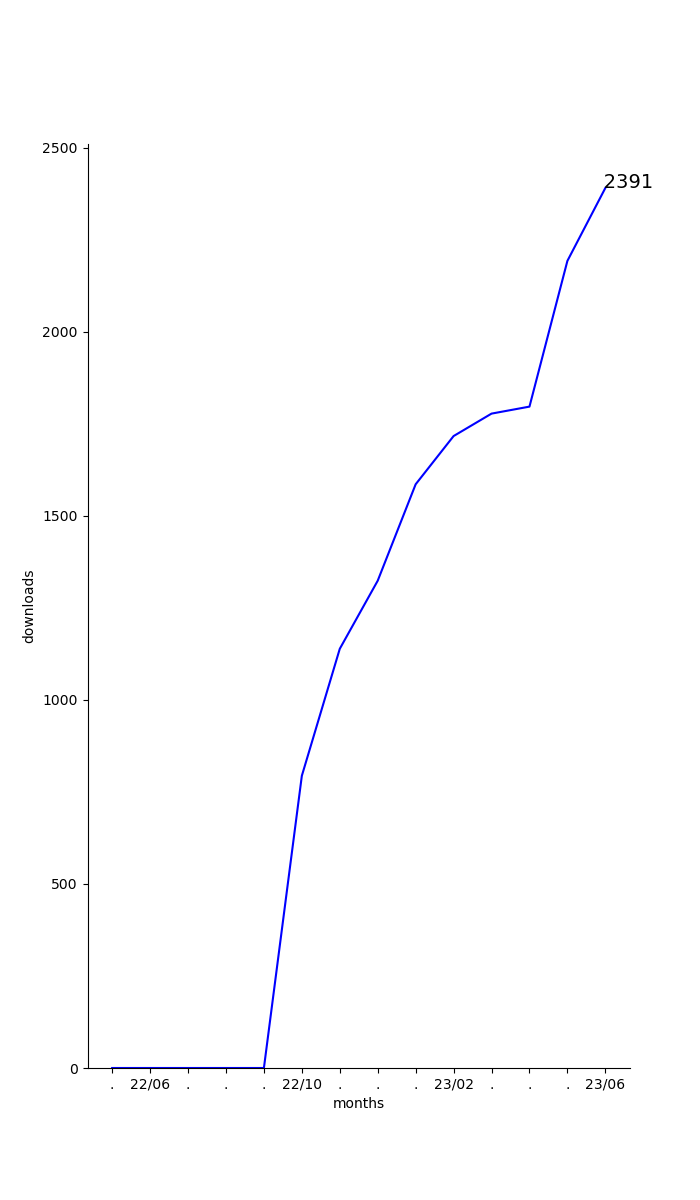 2500
2391
2000
1500
downloads
1000
500
0
. 22/06 . . . 22/10 . . . 23/02 . . . 23/06
months